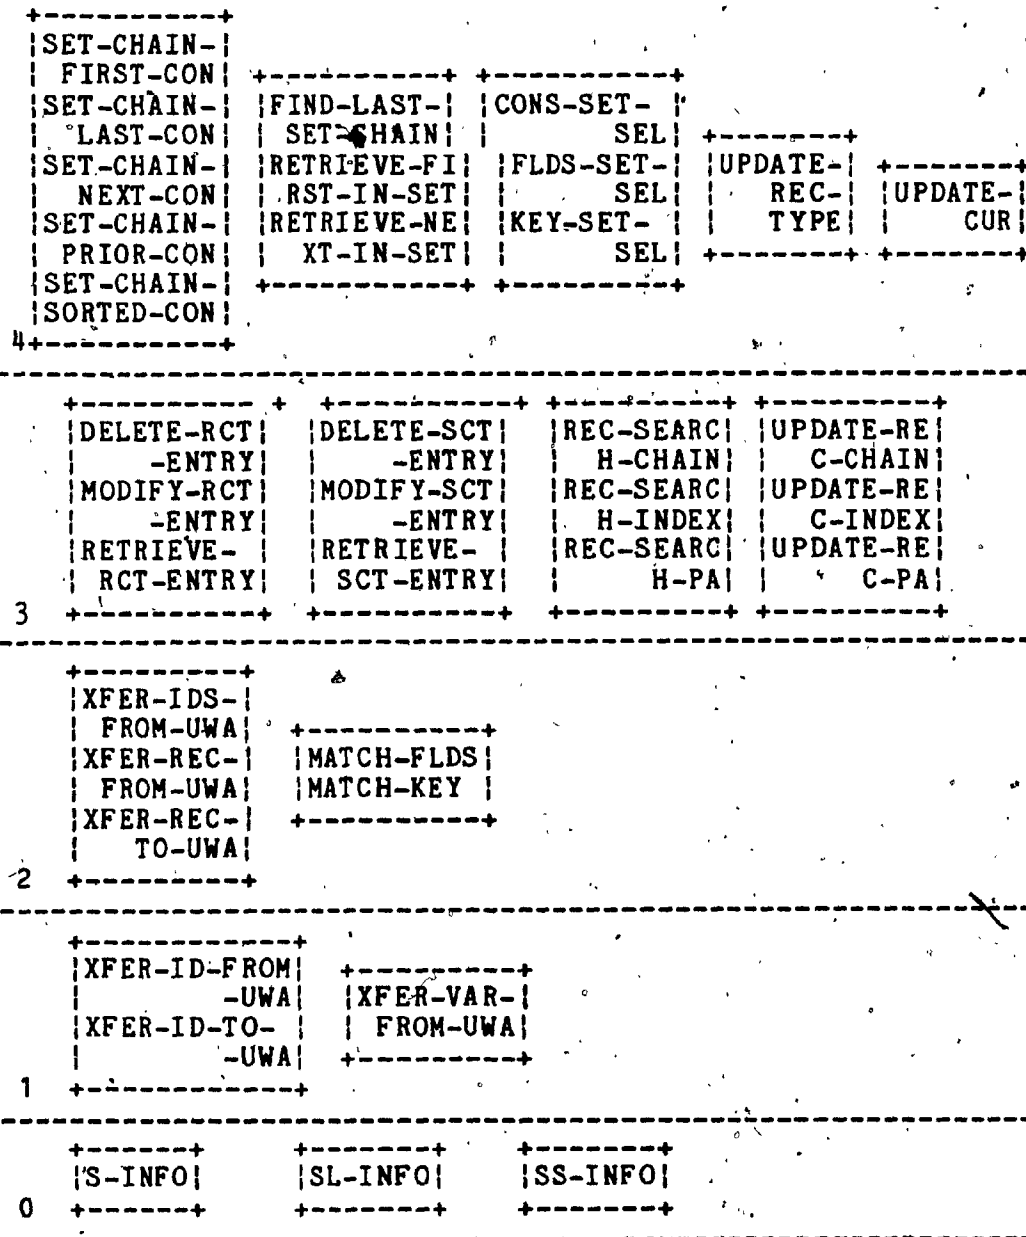 SET-CHAIN-
FIRST-CON
SET-CHAIN-
LAST-CON
SET-CHAIN-
NEXT-CON
SET-CHAIN-
PRIOR-CON
SET-CHAIN-
SORTED-CON
FIND-LAST-
SET-CHAIN
RETRIEVE-FI
RST-IN-SET
RETRIEVE-NE
XT-IN-SET
CONS-SET-
SEL
FLDS-SET-
SEL
KEY-SET-
SEL
UPDATE-
REC-
TYPE
UPDATE-
CUR
4
DELETE-RCT
-ENTRY
MODIFY-RCT
-ENTRY
RETRIEVE-
RCT-ENTRY
DELETE-SCT
-ENTRY
MODIFY-SCT
-ENTRY
RETRIEVE-
SCT-ENTRY
REC-SEARC
H-CHAIN
REC-SEARC
H-INDEX
REC-SEARC
H-PA
UPDATE-RE
C-CHAIN
UPDATE-RE
C-INDEX
UPDATE-RE
C-PA
3
XFER-IDS-
FROM-UWA
XFER-REC-
FROM-UWA
XFER-REC-
TO-UWA
MATCH-FLDS
MATCH-KEY
2
XFER-ID-FROM
-UWA
XFER-ID-TO-
-UWA
XFER-VAR-
FROM-UWA
1
S-INFO
SL-INFO
SS-INFO
0